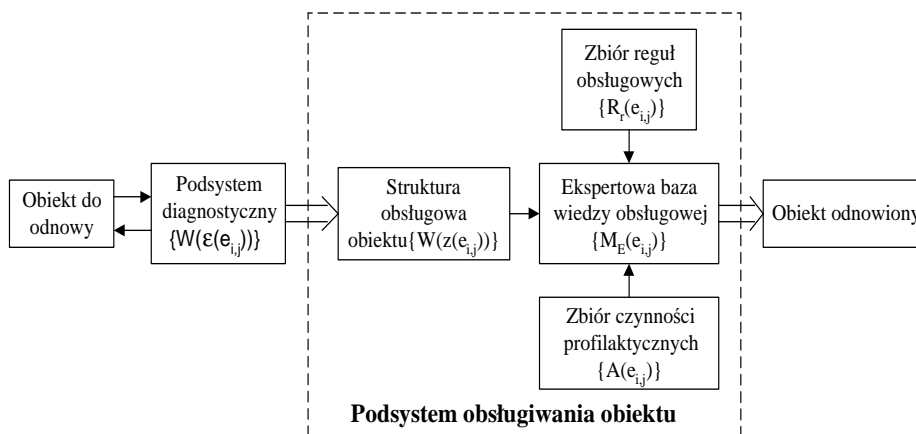 Zbiór reguł
obsługowych
{R_r(e_{i,j})}
Obiekt do
odnowy
Podsystem
diagnostyczny
{W(ε(e_{i,j}))}
Struktura
obsługowa
obiektu{W(z(e_{i,j}))}
Ekspertowa baza
wiedzy obsługowej
{M_E(e_{i,j})}
Obiekt odnowiony
Zbiór czynności
profilaktycznych
{A(e_{i,j})}
Podsystem obsługiwania obiektu